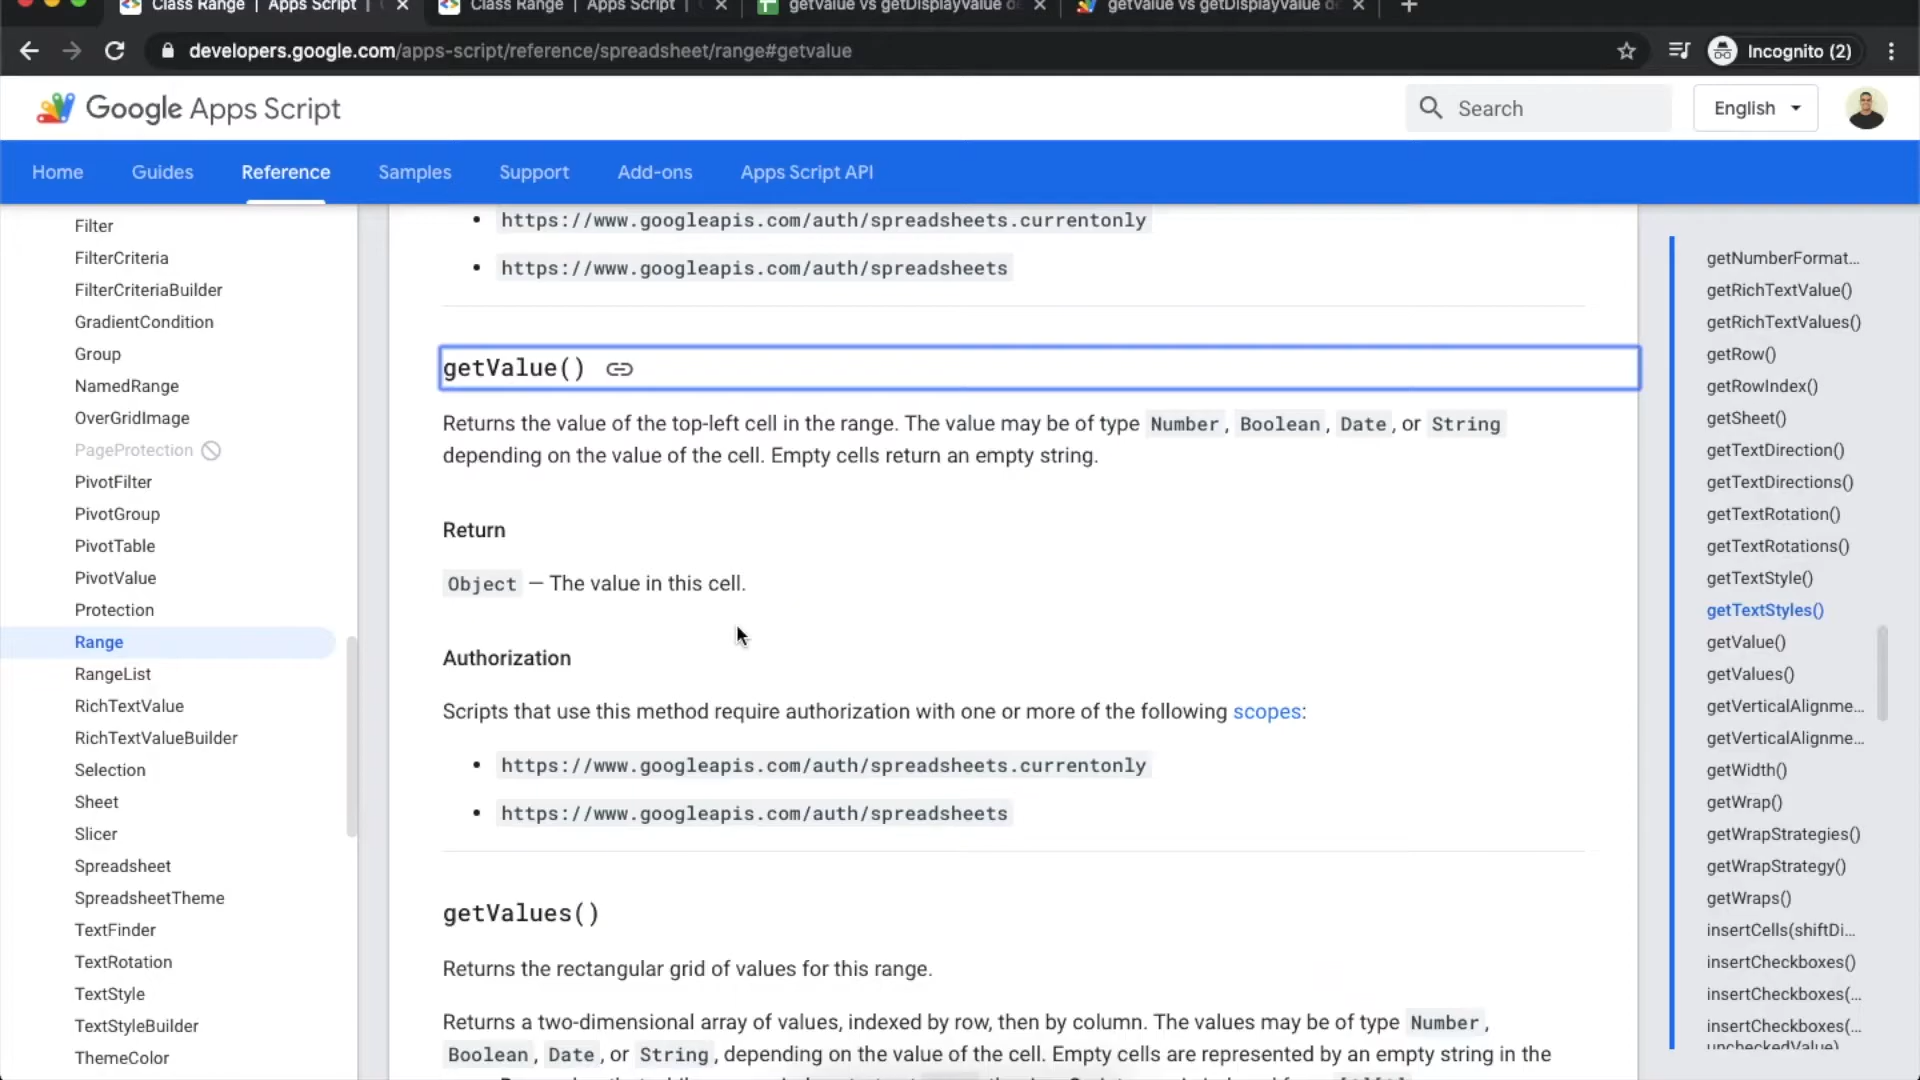 Class Range | Apps Script |
Class Range | Apps Script |
getValue vs getDisplayValue de
getValue vs getDisplayValue de
developers.google.com/apps-script/reference/spreadsheet/range#getvalue
Incognito (2)
Google Apps Script
Search
English
Home
Guides
Reference
Samples
Support
Add-ons
Apps Script API
Filter
FilterCriteria
FilterCriteriaBuilder
GradientCondition
Group
NamedRange
OverGridImage
PageProtection
PivotFilter
PivotGroup
PivotTable
PivotValue
Protection
Range
RangeList
RichTextValue
RichTextValueBuilder
Selection
Sheet
Slicer
Spreadsheet
SpreadsheetTheme
TextFinder
TextRotation
TextStyle
TextStyleBuilder
ThemeColor
https://www.googleapis.com/auth/spreadsheets.currentonly
https://www.googleapis.com/auth/spreadsheets
getValue()
Returns the value of the top-left cell in the range. The value may be of type Number, Boolean, Date, or String
depending on the value of the cell. Empty cells return an empty string.
Return
Object — The value in this cell.
Authorization
Scripts that use this method require authorization with one or more of the following scopes:
https://www.googleapis.com/auth/spreadsheets.currentonly
https://www.googleapis.com/auth/spreadsheets
getValues()
Returns the rectangular grid of values for this range.
Returns a two-dimensional array of values, indexed by row, then by column. The values may be of type Number,
Boolean, Date, or String, depending on the value of the cell. Empty cells are represented by an empty string in the
getNumberFormat...
getRichTextValue()
getRichTextValues()
getRow()
getRowIndex()
getSheet()
getTextDirection()
getTextDirections()
getTextRotation()
getTextRotations()
getTextStyle()
getTextStyles()
getValue()
getValues()
getVerticalAlignme...
getVerticalAlignme...
getWidth()
getWrap()
getWrapStrategies()
getWrapStrategy()
getWraps()
insertCells(shiftDi...
insertCheckboxes()
insertCheckboxes(...
insertCheckboxes(...
uncheckedValue)